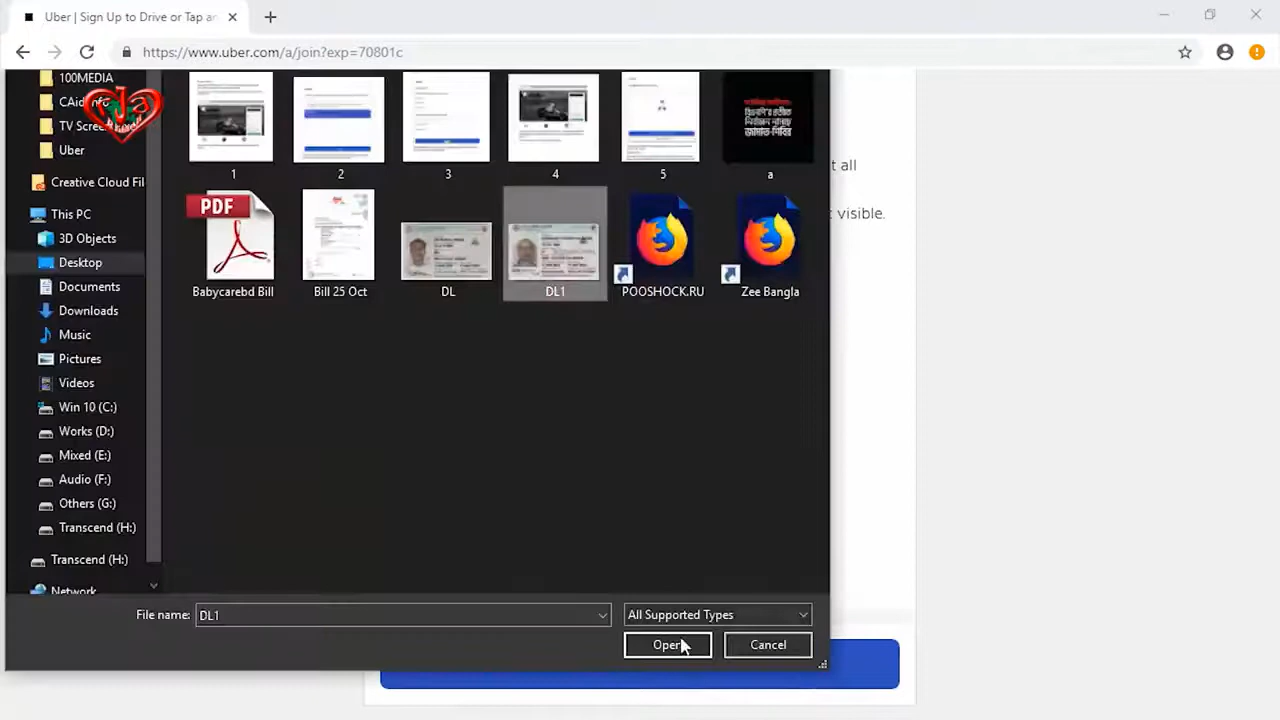 Uber | Sign Up to Drive or Tap an
https://www.uber.com/a/join?exp=70801c
100MEDIA
TV Scree
Uber
Creative Cloud Fil
This PC
3D Objects
Desktop
Documents
Downloads
Music
Pictures
Videos
Win 10 (C:)
Works (D:)
Mixed (E:)
Audio (F:)
Others (G:)
Transcend (H:)
Transcend (H:)
Network
1
2
3
4
5
a
PDF
Babycarebd Bill
Bill 25 Oct
DL
DL1
POOSHOCK.RU
Zee Bangla
t all
t visible.
File name:
DL1
All Supported Types
Open
Cancel